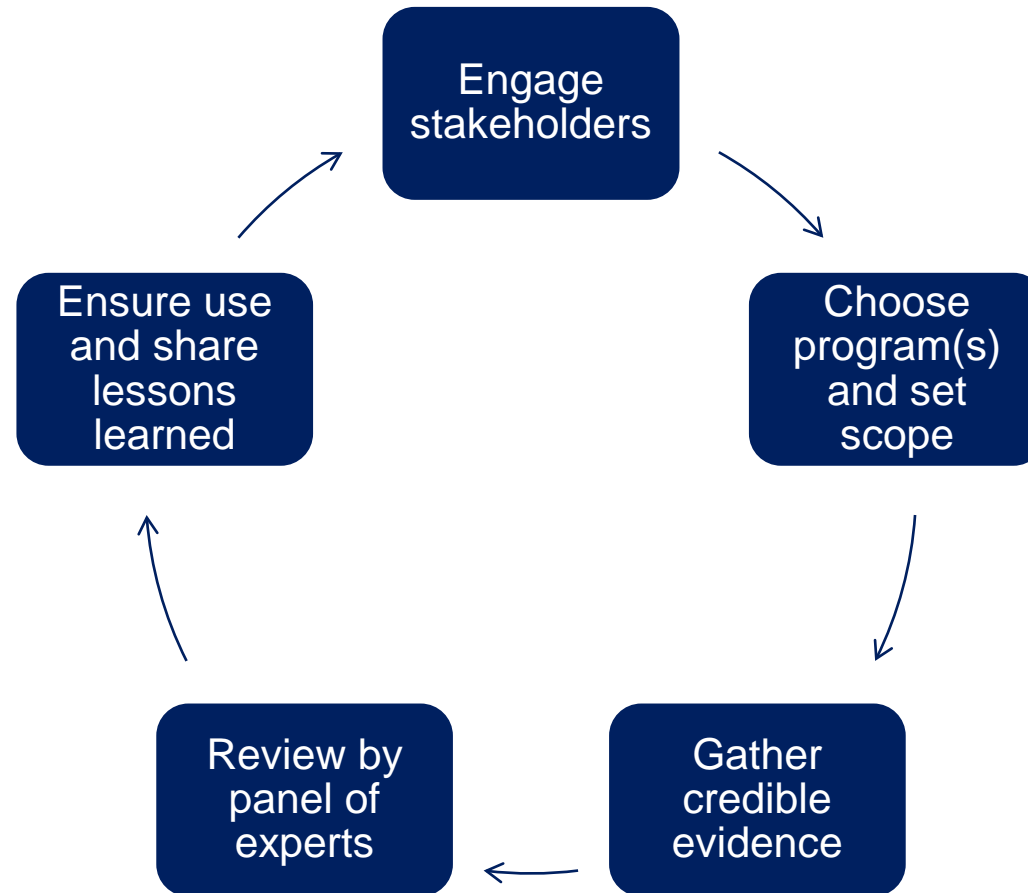 Engage
stakeholders
Choose
program(s)
and set
scope
Gather
credible
evidence
Review by
panel of
experts
Ensure use
and share
lessons
learned